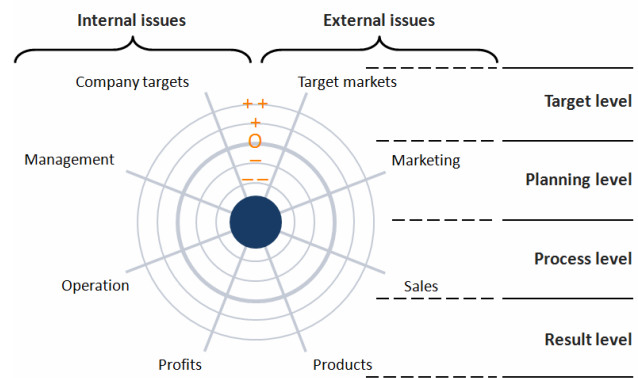 Internal issues
External issues
Company targets
Target markets
+ +
+
O
–
– –
Target level
Management
Marketing
Planning level
Operation
Sales
Process level
Profits
Products
Result level